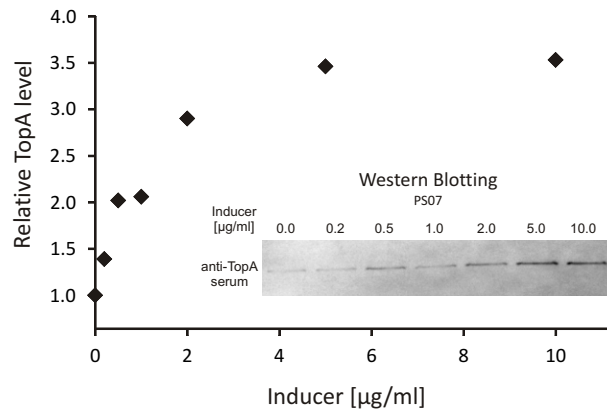 4.0
3.5
3.0
2.5
2.0
1.5
1.0
Relative TopA level
Western Blotting
PS07
Inducer
[µg/ml]
0.0 0.2 0.5 1.0 2.0 5.0 10.0
anti-TopA
serum
0 2 4 6 8 10
Inducer [µg/ml]